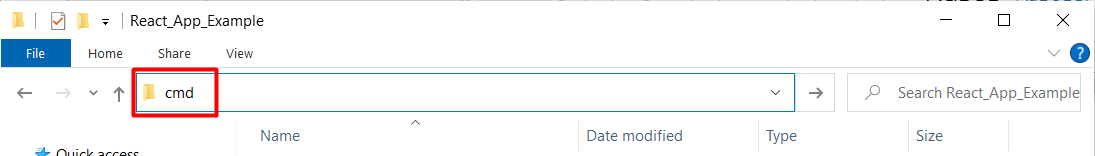 React_App_Example
File Home Share View
cmd
Search React_App_Example
Name Date modified Type Size
Quick access